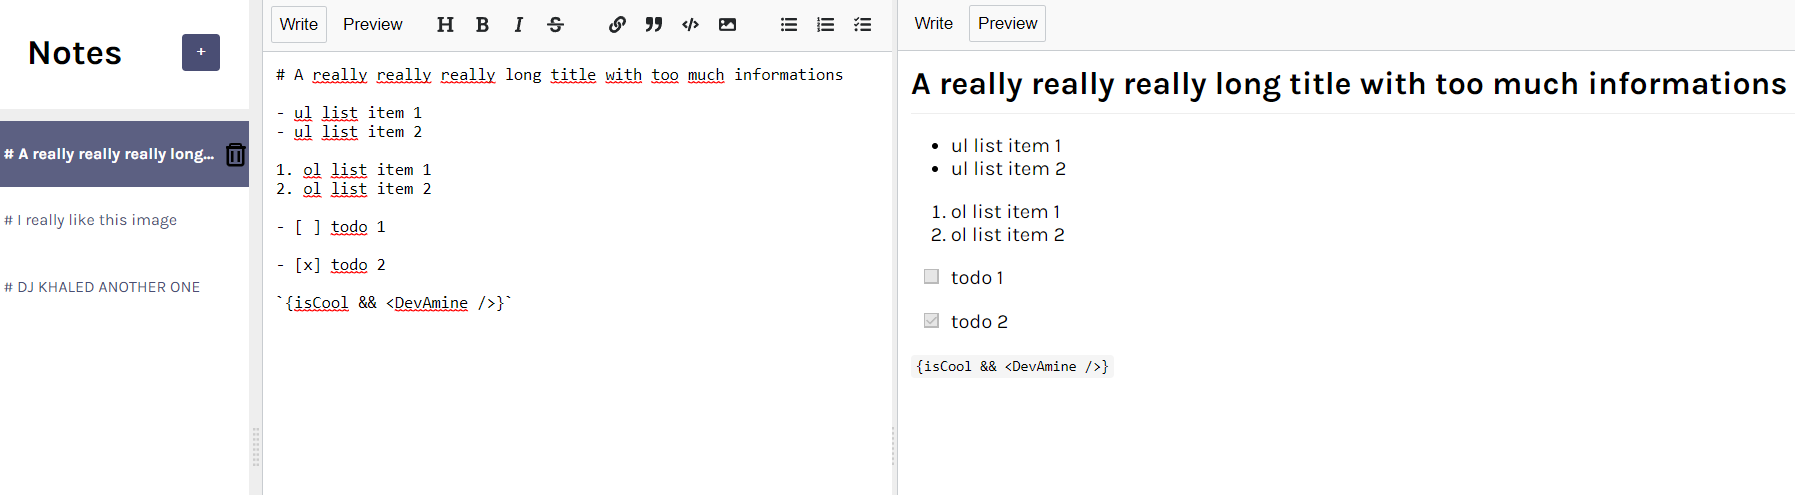 Notes
+
# A really really really long...
# I really like this image
# DJ KHALED ANOTHER ONE
Write Preview
# A really really really long title with too much informations
- ul list item 1
- ul list item 2
1. ol list item 1
2. ol list item 2
- [ ] todo 1
- [x] todo 2
`{isCool && <DevAmine />}`
Write Preview
A really really really long title with too much informations
• ul list item 1
• ul list item 2
1. ol list item 1
2. ol list item 2
todo 1
todo 2
{isCool && <DevAmine />}